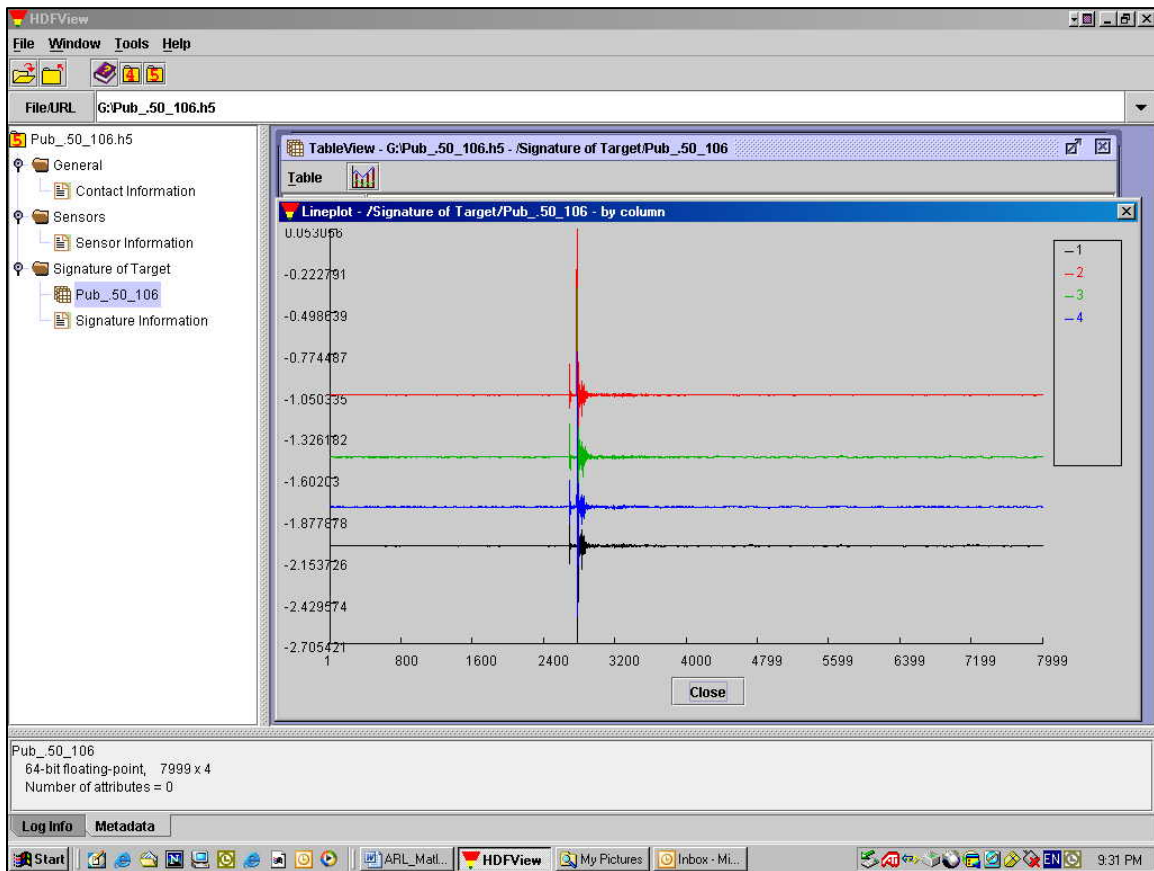 HDFView
File Window Tools Help
4 5
File/URL G:\Pub_.50_106.h5
5 Pub_.50_106.h5
General
Contact Information
Sensors
Sensor Information
Signature of Target
Pub_.50_106
Signature Information
TableView - G:\Pub_.50_106.h5 - /Signature of Target/Pub_.50_106
Table
Lineplot - /Signature of Target/Pub_.50_106 - by column
0.053056
-0.222791
-0.498639
-0.774487
-1.050335
-1.326182
-1.60203
-1.877878
-2.153726
-2.429574
-2.705421
1 800 1600 2400 3200 4000 4799 5599 6399 7199 7999
1
2
3
4
Close
Pub_.50_106
64-bit floating-point, 7999 x 4
Number of attributes = 0
Log Info Metadata
Start ARL_Matl... HDFView My Pictures Inbox - Mi... EN 9:31 PM